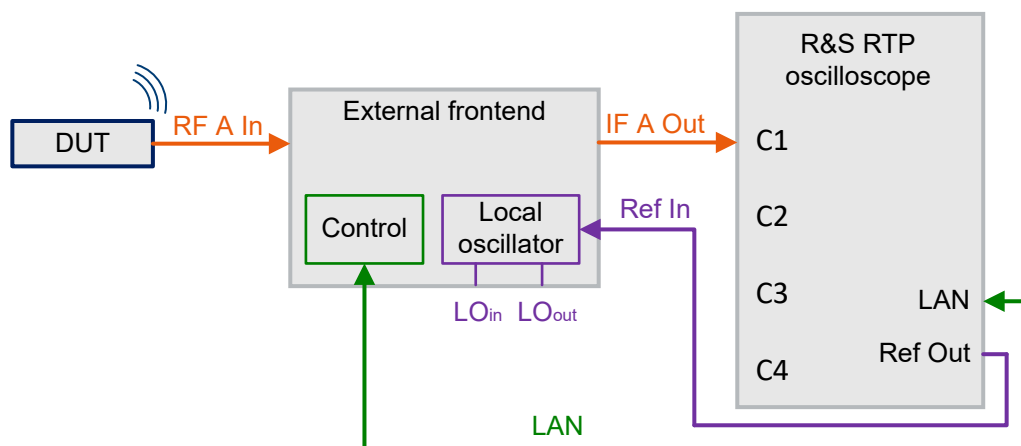 R&S RTP
oscilloscope
External frontend
RF A In
IF A Out
DUT
C1
Control
Local
oscillator
Ref In
C2
LOin
LOout
C3
LAN
Ref Out
C4
LAN